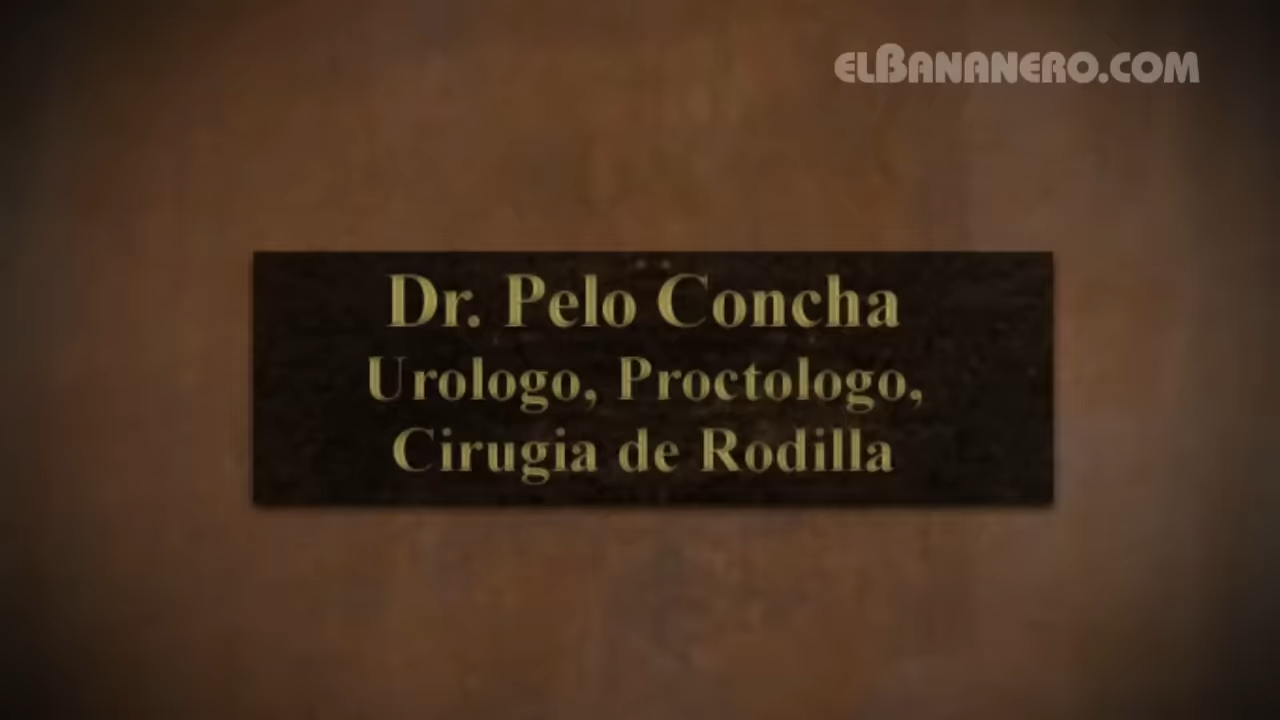 elBananero.com
Dr. Pelo Concha
Urologo, Proctologo,
Cirugia de Rodilla